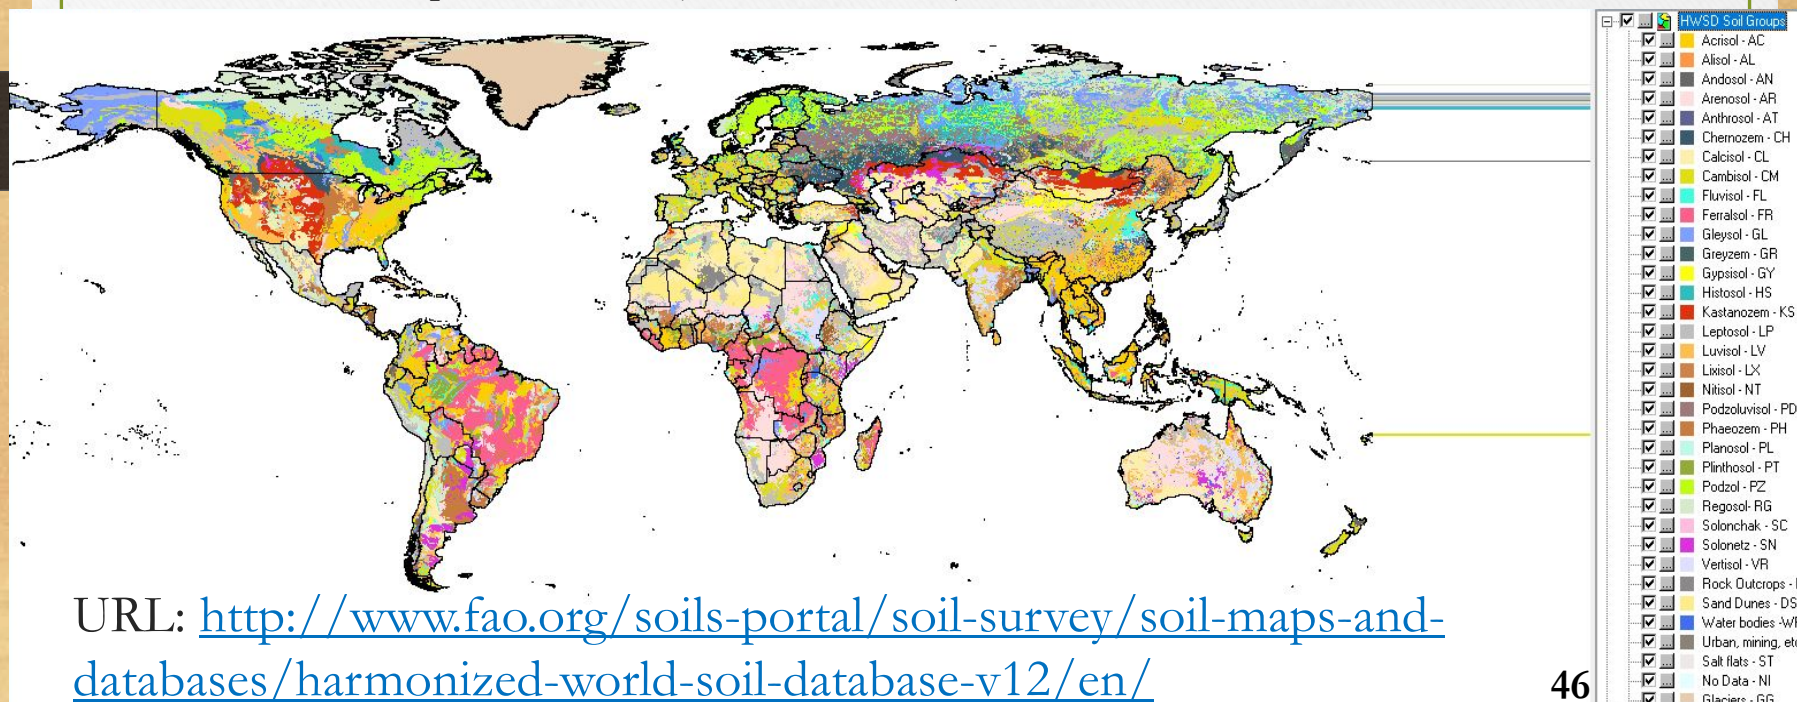 HWSD Soil Groups
Acrisol - AC
Alisol - AL
Andosol - AN
Arenosol - AR
Anthrosol - AT
Chernozem - CH
Calcisol - CL
Cambisol - CM
Fluvisol - FL
Ferralsol - FR
Gleysol - GL
Greyzem - GR
Gypsisol - GY
Histosol - HS
Kastanozem - KS
Leptosol - LP
Luvisol - LV
Lixisol - LX
Nitisol - NT
Podzoluvisol - PD
Phaeozem - PH
Planosol - PL
Plinthosol - PT
Podzol - PZ
Regosol- RG
Solonchak - SC
Solonetz - SN
Vertisol - VR
Rock Outcrops -
Sand Dunes - DS
Water bodies -
Urban, mining,
Salt flats - ST
No Data - NI
Glaciers - GG
URL: http://www.fao.org/soils-portal/soil-survey/soil-maps-and-
databases/harmonized-world-soil-database-v12/en/
46